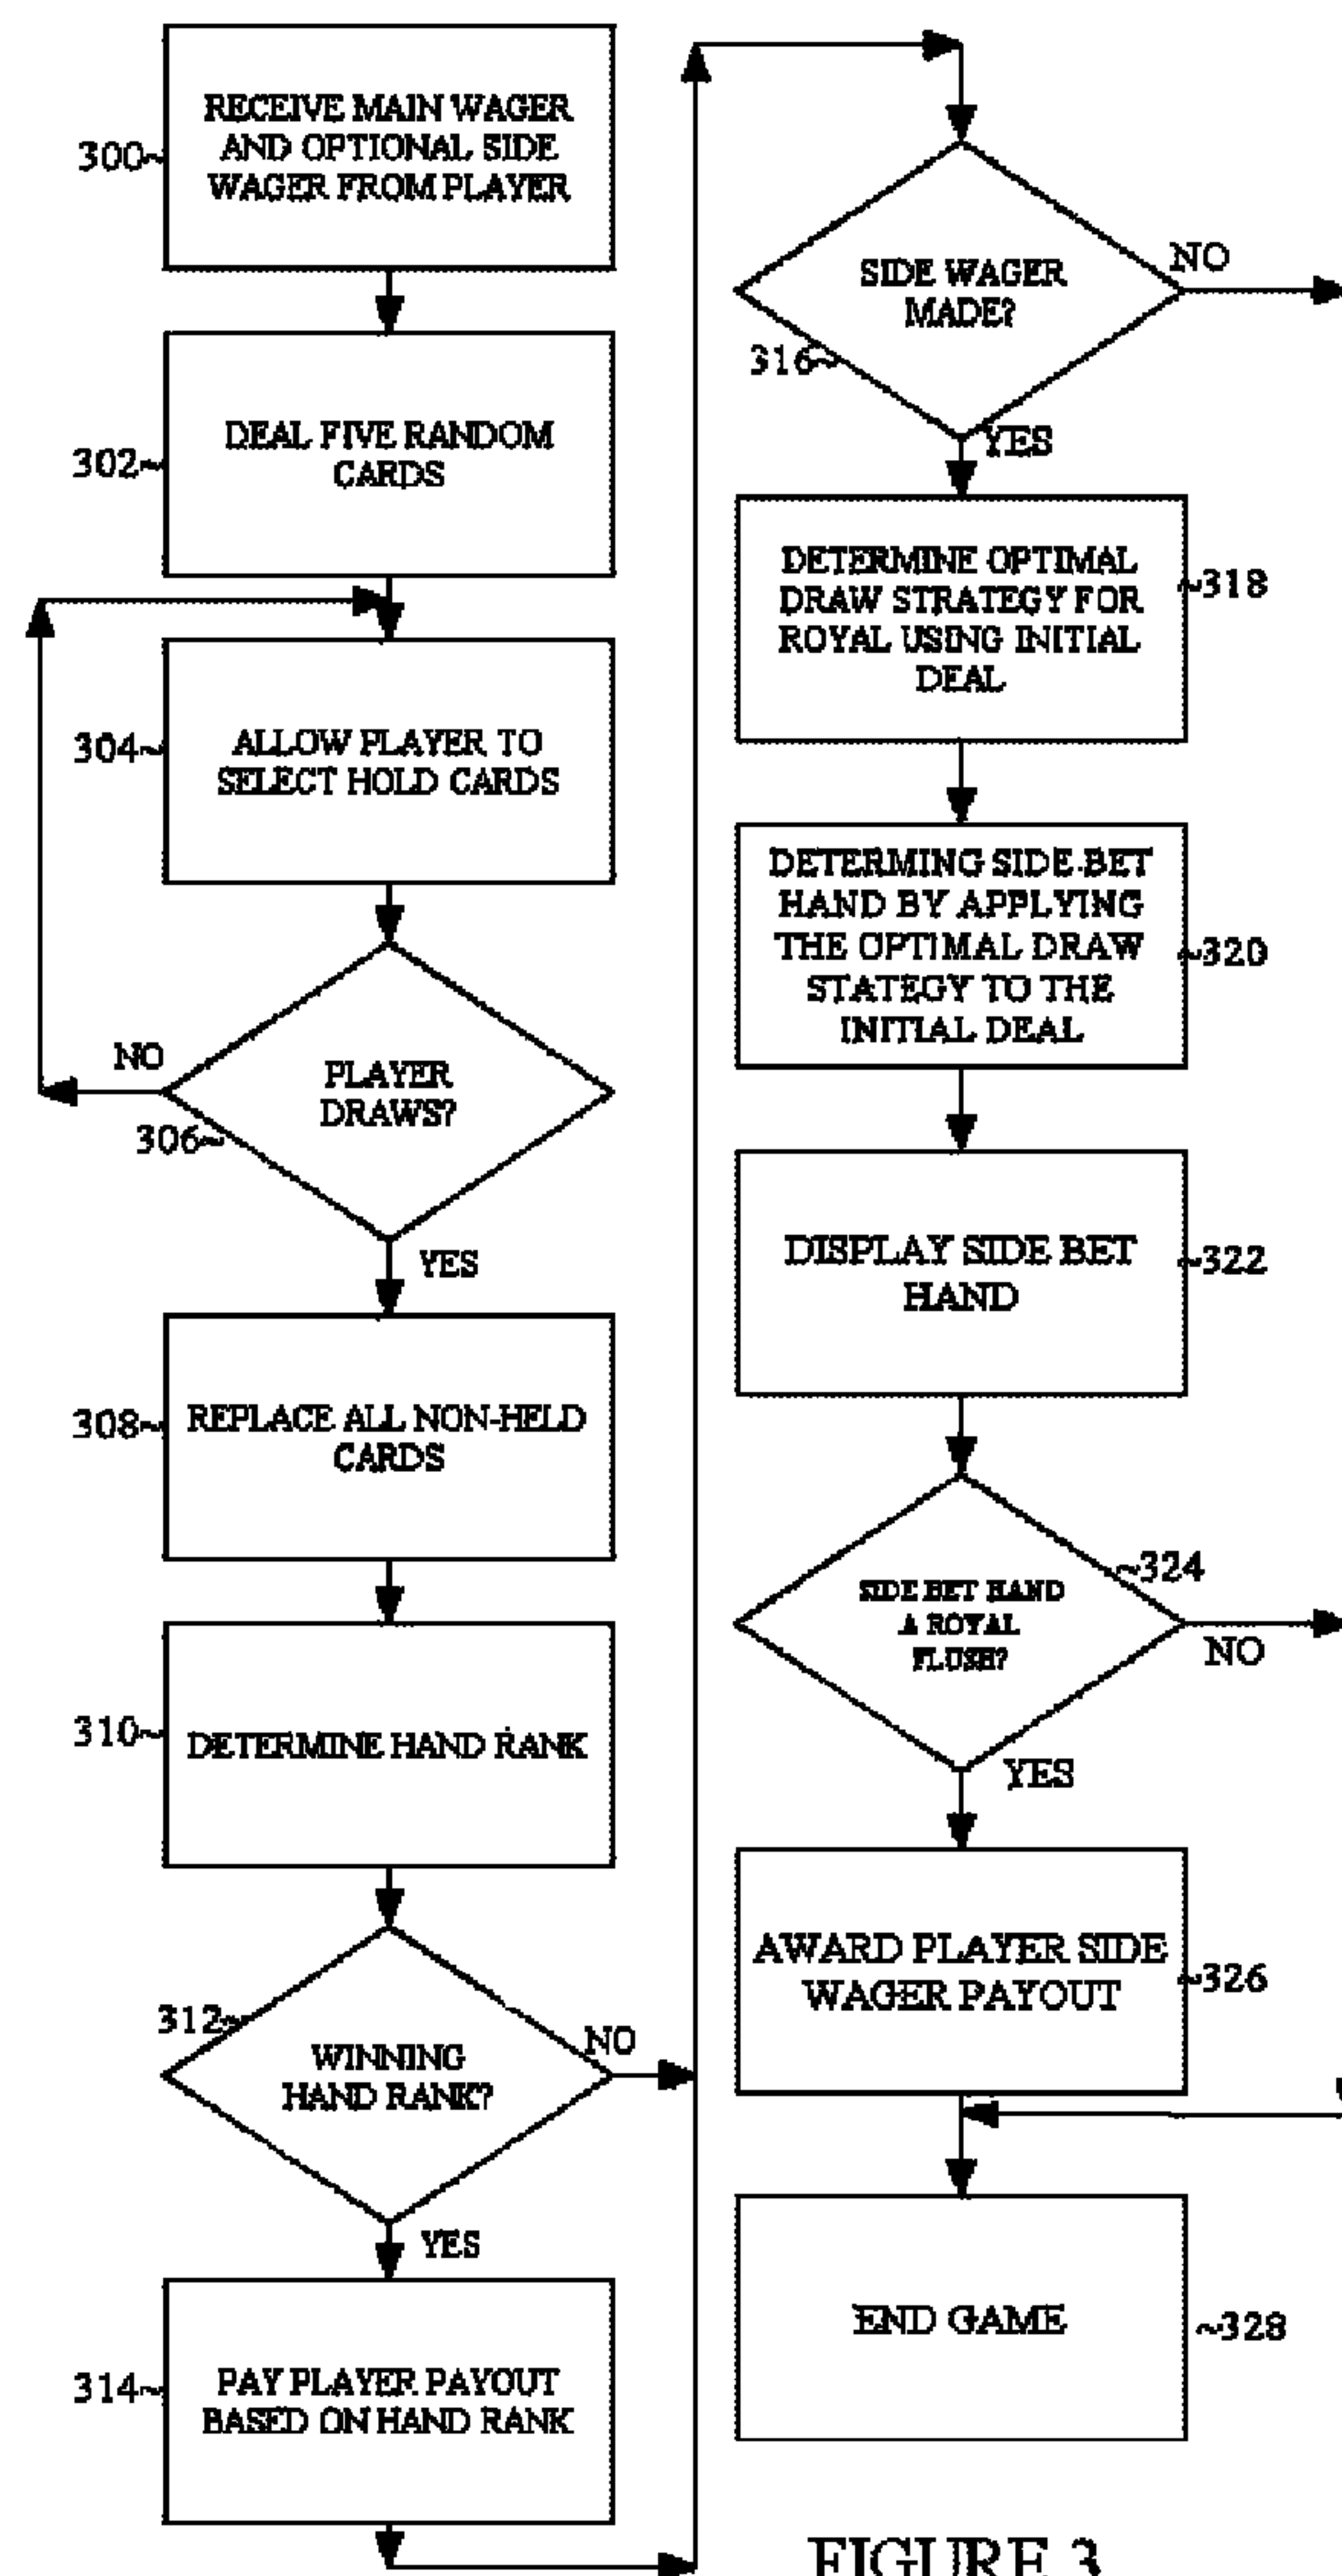 RECEIVE MAIN WAGER
AND OPTIONAL SIDE
WAGER FROM PLAYER
300~
DEAL FIVE RANDOM
CARDS
302~
ALLOW PLAYER TO
SELECT HOLD CARDS
304~
NO
PLAYER
DRAWS?
306~
YES
REPLACE ALL NON-HELD
CARDS
308~
DETERMINE HAND RANK
310~
312~
WINNING
HAND RANK?
NO
YES
PAY PLAYER PAYOUT
BASED ON HAND RANK
314~
SIDE WAGER
MADE?
NO
316~
YES
DETERMINE OPTIMAL
DRAW STRATEGY FOR
ROYAL USING INITIAL
DEAL
~318
DETERMING SIDE-BET
HAND BY APPLYING
THE OPTIMAL DRAW
STATEGY TO THE
INITIAL DEAL
~320
DISPLAY SIDE BET
HAND
~322
~324
SIDE BET HAND
A ROYAL
FLUSH?
NO
YES
AWARD PLAYER SIDE
WAGER PAYOUT
~326
END GAME
~328
FIGURE 3